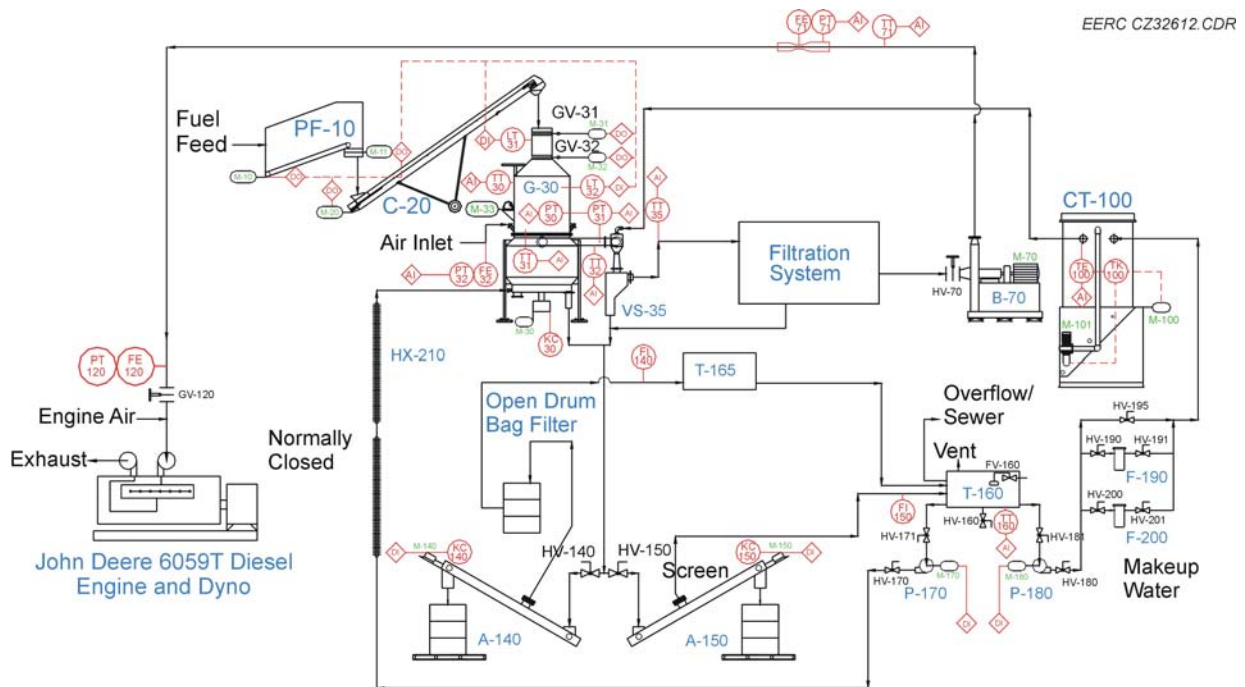 EERC CZ32612.CDR
FE
71
PT
71
AI
TT
71
AI
Fuel
Feed
PF-10
M-10
DO
M-11
DO
DO
M-20
C-20
GV-31
M-31
DO
DI
LT
31
GV-32
M-32
DO
AI
TT
30
G-30
LT
32
DI
AI
M-33
AI
PT
30
PT
31
AI
TT
35
Air Inlet
AI
PT
32
FE
32
TT
31
AI
TT
32
AI
M-30
KC
30
VS-35
Filtration
System
HV-70
M-70
B-70
CT-100
TE
100
TK
100
AI
M-101
M-100
HX-210
PT
120
FE
120
GV-120
Engine Air
Exhaust
John Deere 6059T Diesel
Engine and Dyno
Normally
Closed
Open Drum
Bag Filter
FI
140
T-165
Overflow/
Sewer
Vent
FV-160
T-160
FI
150
HV-160
TT
160
AI
HV-171
HV-181
HV-170
M-170
P-170
DI
M-180
P-180
DI
HV-180
HV-195
HV-190
HV-191
F-190
HV-200
HV-201
F-200
Makeup
Water
DI
M-140
KC
140
HV-140
HV-150
Screen
KC
150
M-150
DI
A-140
A-150